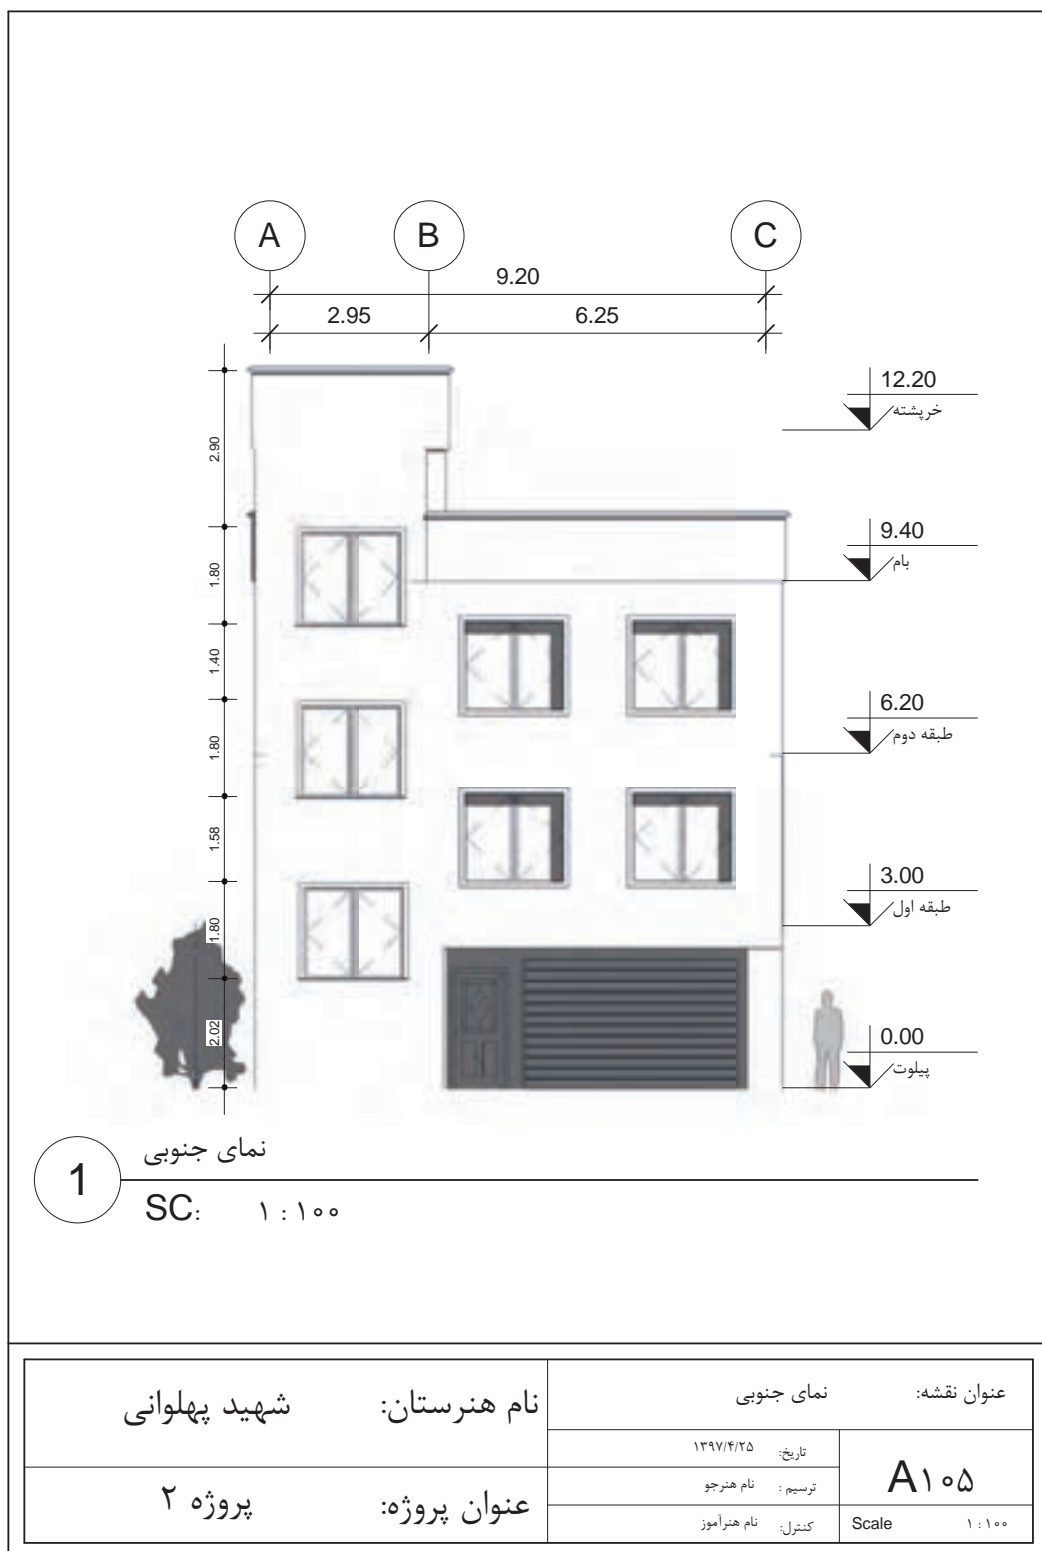 A B C
9.20
2.95 6.25
12.20
خرپشته
2.90
9.40
بام
1.80
1.40
6.20
طبقه دوم
1.80
1.58
3.00
طبقه اول
1.80
2.02
0.00
پیلوت
نمای جنوبی
1
SC: ۱ : ۱۰۰
عنوان نقشه: نمای جنوبی
نام هنرستان: شهید پهلوانی
تاریخ: ۱۳۹۷/۴/۲۵
A۱۰۵
ترسیم : نام هنرجو
عنوان پروژه: پروژه ۲
کنترل: نام هنرآموز
Scale ۱ : ۱۰۰